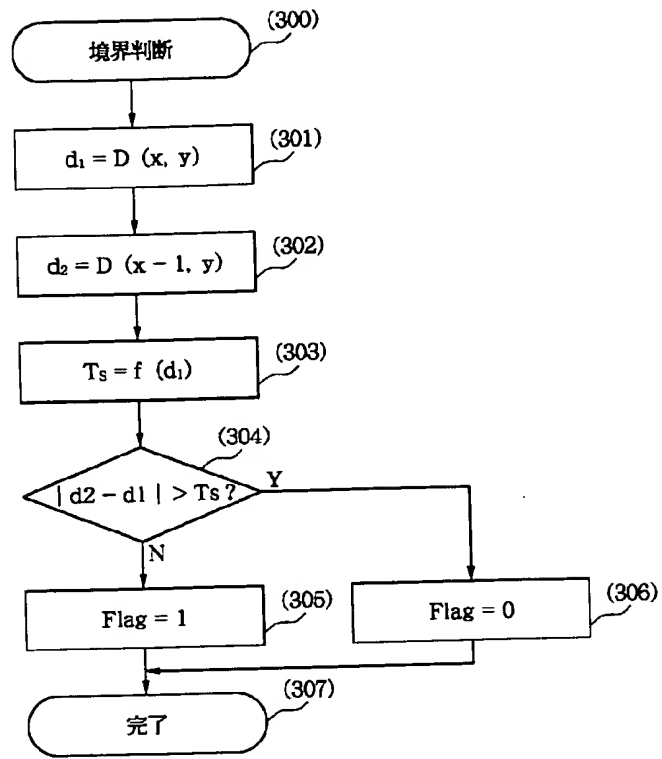 (300)
境界判断
(301)
d₁ = D (x, y)
(302)
d₂ = D (x − 1, y)
(303)
Tₛ = f (d₁)
(304)
| d2 − d1 | > Ts ?
Y
N
(305)
Flag = 1
(306)
Flag = 0
(307)
完了